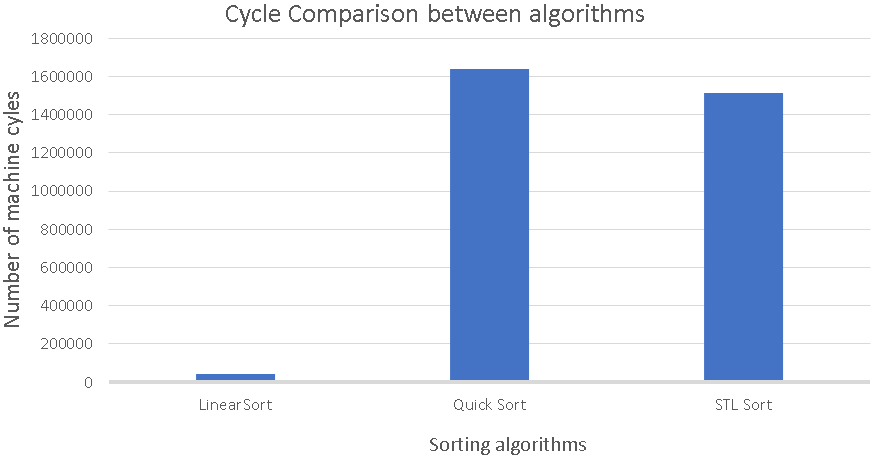 Cycle Comparison between algorithms
Number of machine cyles
1800000
1600000
1400000
1200000
1000000
800000
600000
400000
200000
0
LinearSort
Quick Sort
STL Sort
Sorting algorithms